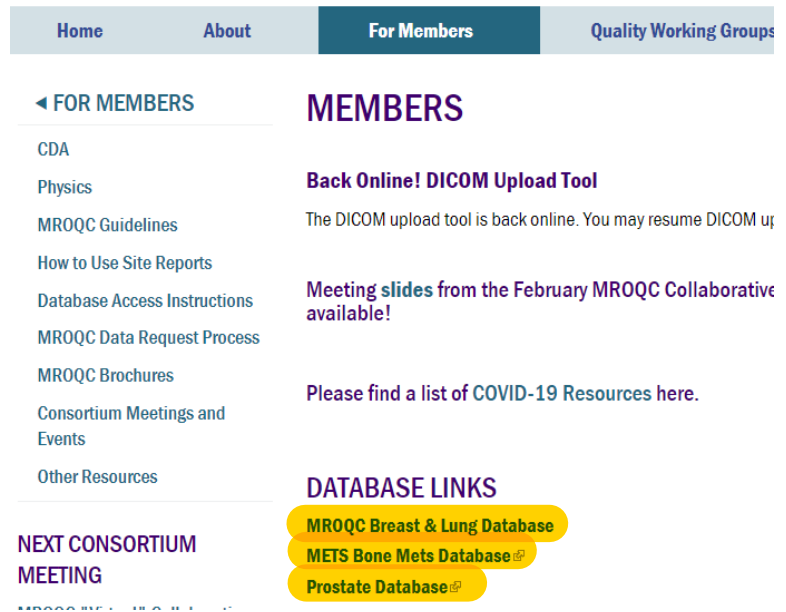 Home About For Members Quality Working Groups
◄ FOR MEMBERS
CDA
Physics
MROQC Guidelines
How to Use Site Reports
Database Access Instructions
MROQC Data Request Process
MROQC Brochures
Consortium Meetings and
Events
Other Resources
NEXT CONSORTIUM
MEETING
MEMBERS
Back Online! DICOM Upload Tool
The DICOM upload tool is back online. You may resume DICOM
Meeting slides from the February MROQC Collaborative
available!
Please find a list of COVID-19 Resources here.
DATABASE LINKS
MROQC Breast & Lung Database
METS Bone Mets Database
Prostate Database